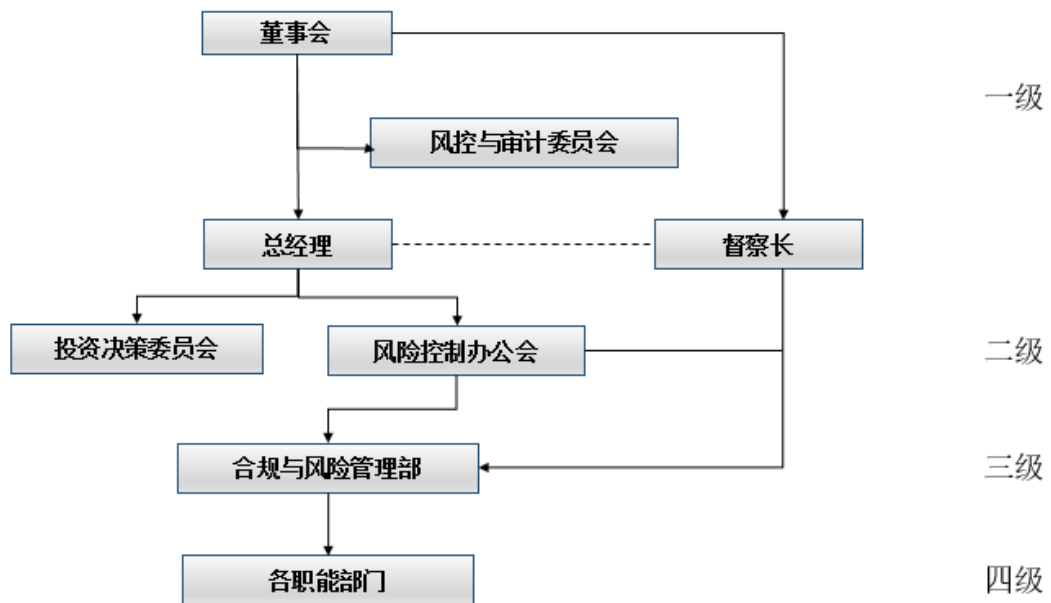 董事会
一级
风控与审计委员会
总经理
督察长
投资决策委员会
风险控制办公会
二级
合规与风险管理部
三级
各职能部门
四级